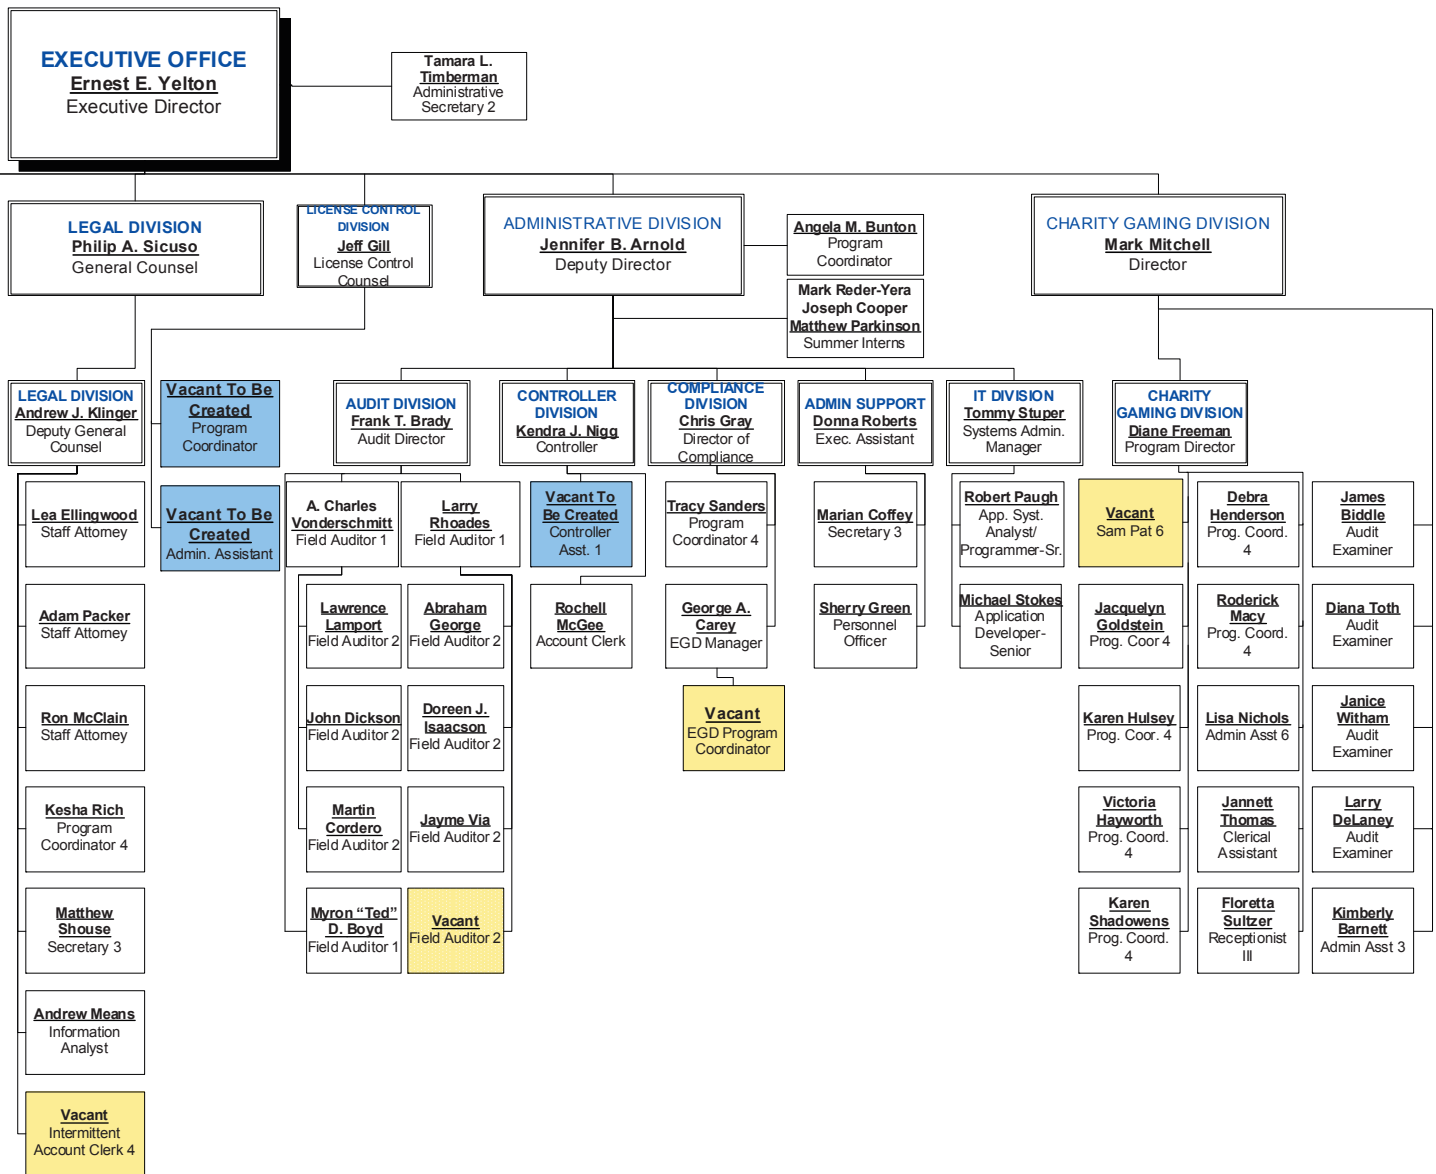 EXECUTIVE OFFICE
Ernest E. Yelton
Executive Director
Tamara L.
Timberman
Administrative
Secretary 2
LEGAL DIVISION
Philip A. Sicuso
General Counsel
LICENSE CONTROL
DIVISION
Jeff Gill
License Control
Counsel
ADMINISTRATIVE DIVISION
Jennifer B. Arnold
Deputy Director
Angela M. Bunton
Program
Coordinator
Mark Reder-Yera
Joseph Cooper
Matthew Parkinson
Summer Interns
CHARITY GAMING DIVISION
Mark Mitchell
Director
LEGAL DIVISION
Andrew J. Klinger
Deputy General
Counsel
Vacant To Be
Created
Program
Coordinator
AUDIT DIVISION
Frank T. Brady
Audit Director
CONTROLLER
DIVISION
Kendra J. Nigg
Controller
COMPLIANCE
DIVISION
Chris Gray
Director of
Compliance
ADMIN SUPPORT
Donna Roberts
Exec. Assistant
IT DIVISION
Tommy Stuper
Systems Admin.
Manager
CHARITY
GAMING DIVISION
Diane Freeman
Program Director
Lea Ellingwood
Staff Attorney
Vacant To Be
Created
Admin. Assistant
A. Charles
Vonderschmitt
Field Auditor 1
Larry
Rhoades
Field Auditor 1
Vacant To
Be Created
Controller
Asst. 1
Tracy Sanders
Program
Coordinator 4
Marian Coffey
Secretary 3
Robert Paugh
App. Syst.
Analyst/
Programmer-Sr.
Vacant
Sam Pat 6
Debra
Henderson
Prog. Coord.
4
James
Biddle
Audit
Examiner
Adam Packer
Staff Attorney
Lawrence
Lamport
Field Auditor 2
Abraham
George
Field Auditor 2
Rochell
McGee
Account Clerk
George A.
Carey
EGD Manager
Sherry Green
Personnel
Officer
Michael Stokes
Application
Developer-
Senior
Jacquelyn
Goldstein
Prog. Coor 4
Roderick
Macy
Prog. Coord.
4
Diana Toth
Audit
Examiner
Ron McClain
Staff Attorney
John Dickson
Field Auditor 2
Doreen J.
Isaacson
Field Auditor 2
Vacant
EGD Program
Coordinator
Karen Hulsey
Prog. Coor. 4
Lisa Nichols
Admin Asst 6
Janice
Witham
Audit
Examiner
Kesha Rich
Program
Coordinator 4
Martin
Cordero
Field Auditor 2
Jayme Via
Field Auditor 2
Victoria
Hayworth
Prog. Coord.
4
Jannett
Thomas
Clerical
Assistant
Larry
DeLaney
Audit
Examiner
Matthew
Shouse
Secretary 3
Myron “Ted”
D. Boyd
Field Auditor 1
Vacant
Field Auditor 2
Karen
Shadowens
Prog. Coord.
4
Floretta
Sultzer
Receptionist
III
Kimberly
Barnett
Admin Asst 3
Andrew Means
Information
Analyst
Vacant
Intermittent
Account Clerk 4